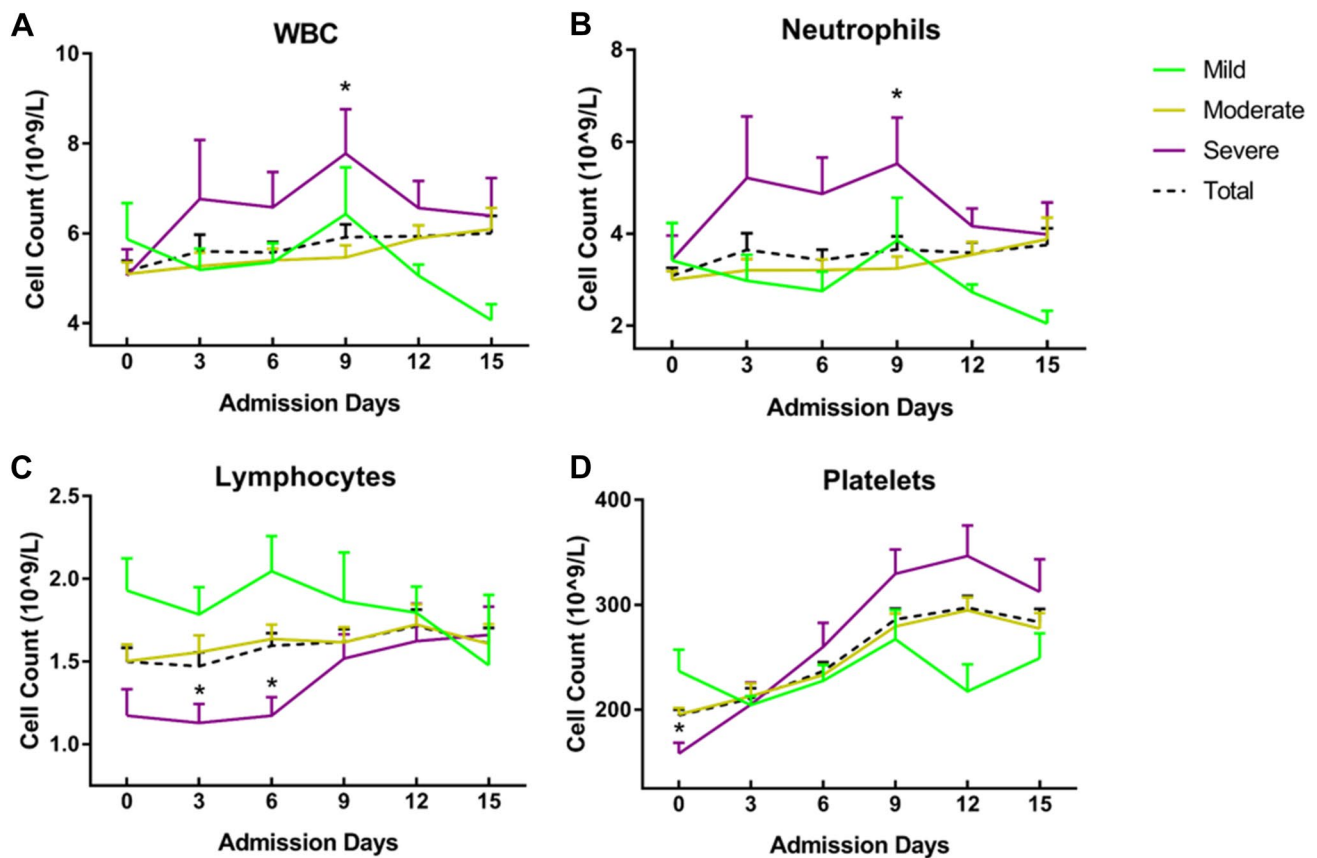 A
WBC
Cell Count (10^9/L)
10
8
6
4
*
0 3 6 9 12 15
Admission Days
B
Neutrophils
Cell Count (10^9/L)
8
6
4
2
*
0 3 6 9 12 15
Admission Days
Mild
Moderate
Severe
Total
C
Lymphocytes
Cell Count (10^9/L)
2.5
2.0
1.5
1.0
* *
0 3 6 9 12 15
Admission Days
D
Platelets
Cell Count (10^9/L)
400
300
200
*
0 3 6 9 12 15
Admission Days